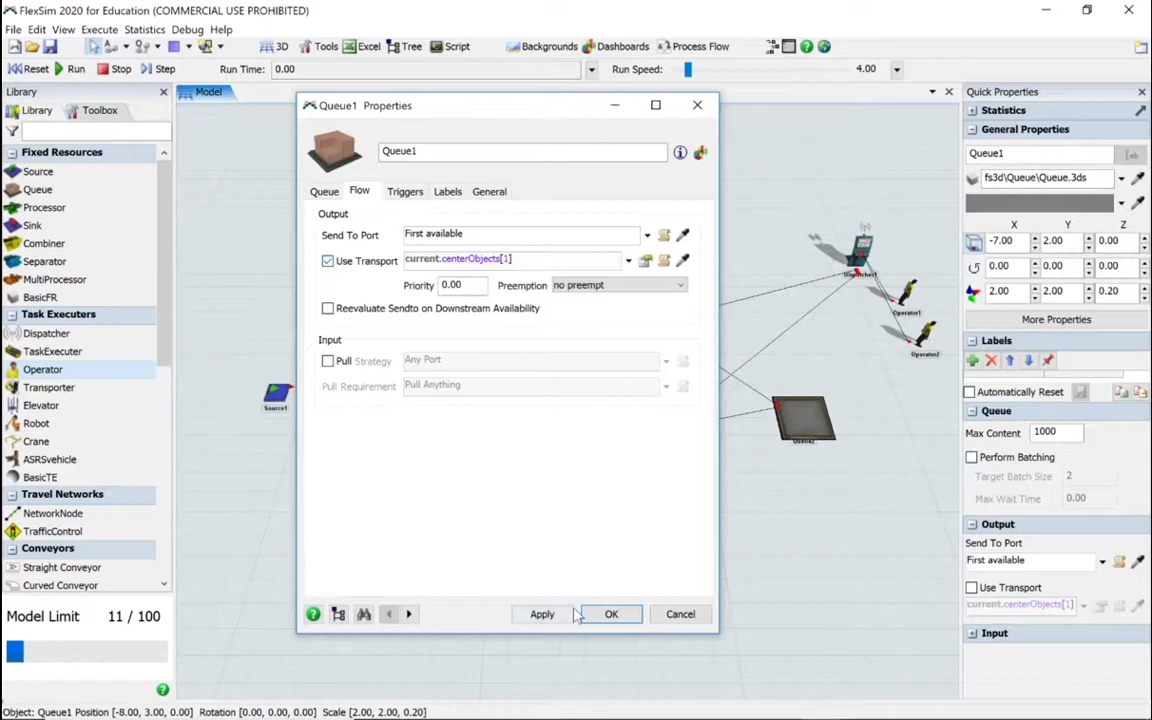 FlexSim 2020 for Education (COMMERCIAL USE PROHIBITED)
File Edit View Execute Statistics Debug Help
3D Tools Excel Tree Script Backgrounds Dashboards Process Flow
Reset Run Stop Step Run Time: 0.00 Run Speed: 4.00
Library
Library Toolbox
Fixed Resources
Source
Queue
Processor
Sink
Combiner
Separator
MultiProcessor
BasicFR
Task Executers
Dispatcher
TaskExecuter
Operator
Transporter
Elevator
Robot
Crane
ASRSvehicle
BasicTE
Travel Networks
NetworkNode
TrafficControl
Conveyors
Straight Conveyor
Curved Conveyor
Model Limit 11 / 100
Model
Queue1 Properties
Queue1
Queue Flow Triggers Labels General
Output
Send To Port First available
Use Transport current.centerObjects[1]
Priority 0.00 Preemption no preempt
Reevaluate Sendto on Downstream Availability
Input
Pull Strategy Any Port
Pull Requirement Pull Anything
Apply OK Cancel
Source1
Dispatcher1
Operator1
Operator2
Quick Properties
Statistics
General Properties
Queue1
fs3d\Queue\Queue.3ds
X Y Z
-7.00 2.00 0.00
0.00 0.00 0.00
2.00 2.00 0.20
More Properties
Labels
Automatically Reset
Queue
Max Content 1000
Perform Batching
Target Batch Size 2
Max Wait Time 0.00
Output
Send To Port
First available
Use Transport
current.centerObjects[1]
Input
Object: Queue1 Position [-8.00, 3.00, 0.00] Rotation [0.00, 0.00, 0.00] Scale [2.00, 2.00, 0.20]